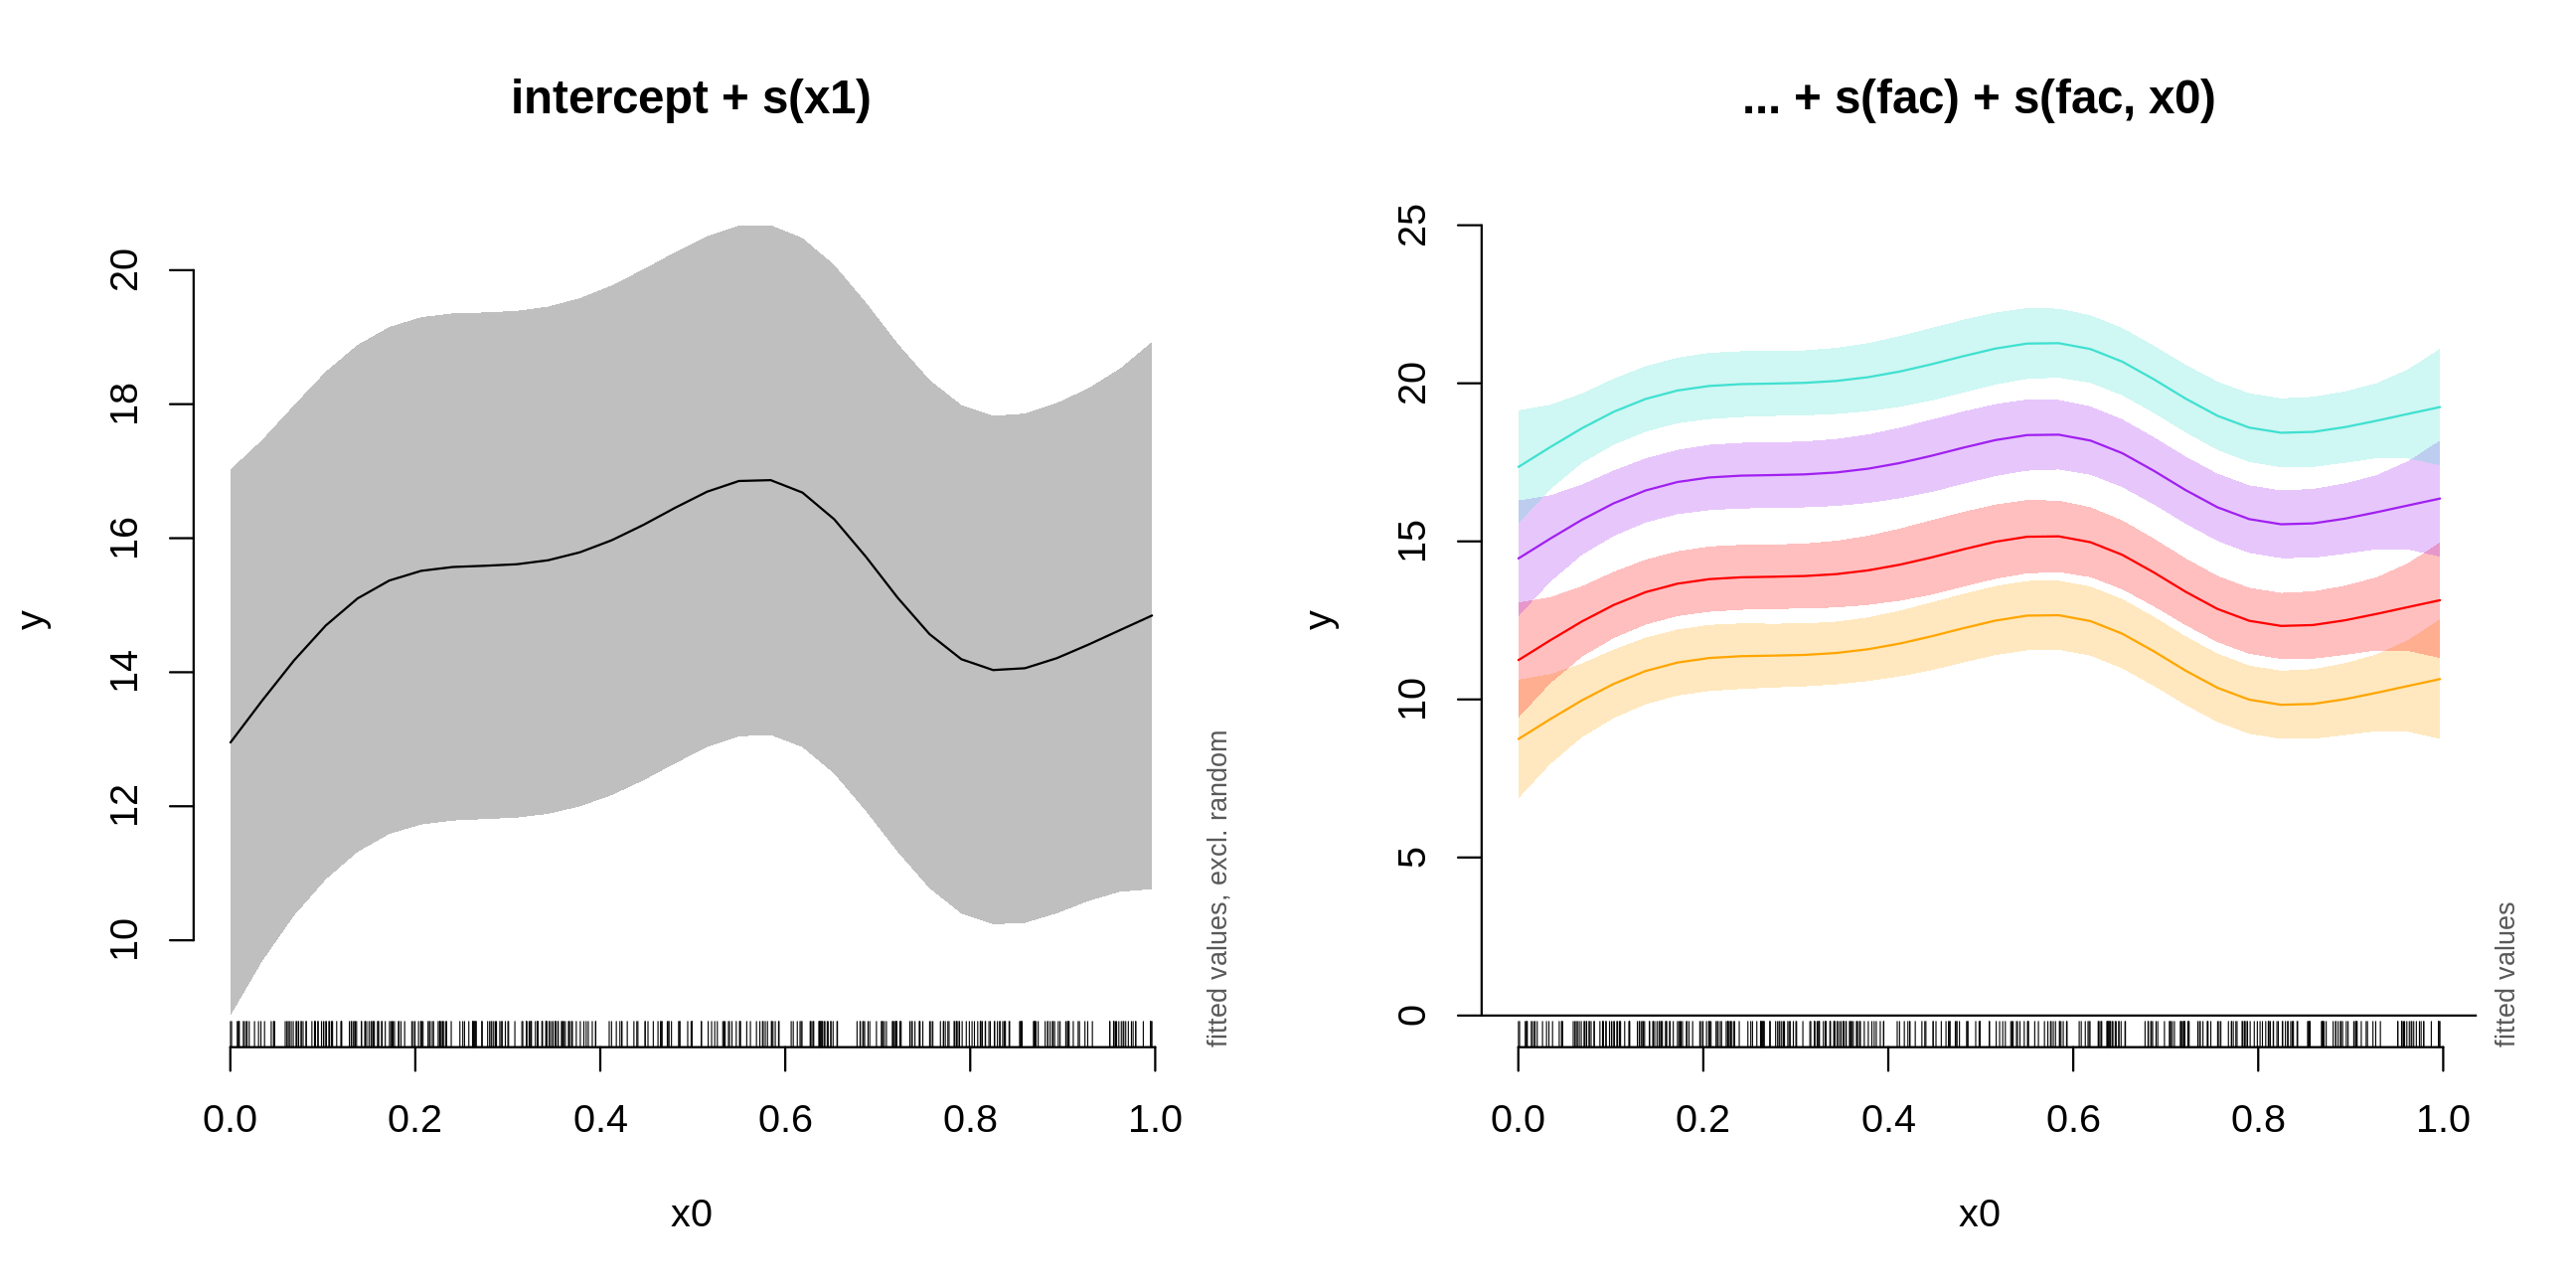 intercept + s(x1)
y
20
18
16
14
12
10
0.0 0.2 0.4 0.6 0.8 1.0
x0
fitted values, excl. random
... + s(fac) + s(fac, x0)
y
25
20
15
10
5
0
0.0 0.2 0.4 0.6 0.8 1.0
x0
fitted values